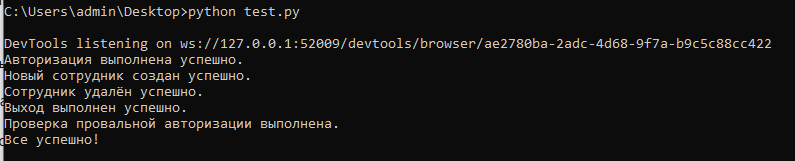 C:\Users\admin\Desktop>python test.py
DevTools listening on ws://127.0.0.1:52009/devtools/browser/ae2780ba-2adc-4d68-9f7a-b9c5c88cc422
Авторизация выполнена успешно.
Новый сотрудник создан успешно.
Сотрудник удалён успешно.
Выход выполнен успешно.
Проверка провальной авторизации выполнена.
Все успешно!